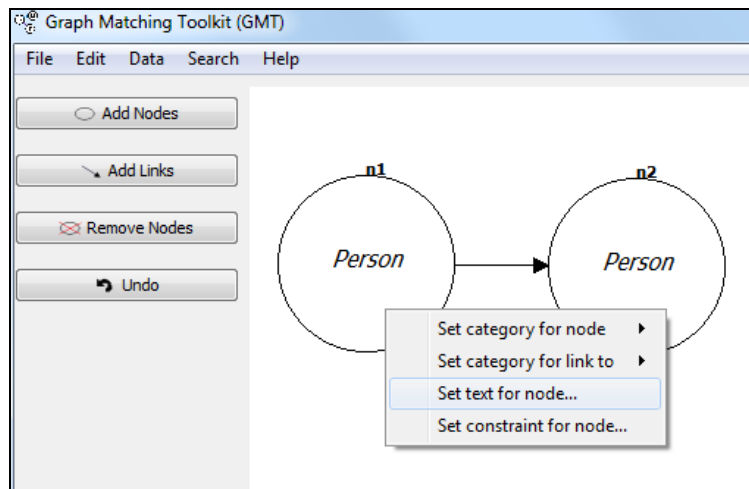 Graph Matching Toolkit (GMT)
File Edit Data Search Help
Add Nodes
Add Links
Remove Nodes
Undo
n1
n2
Person
Person
Set category for node
Set category for link to
Set text for node...
Set constraint for node...